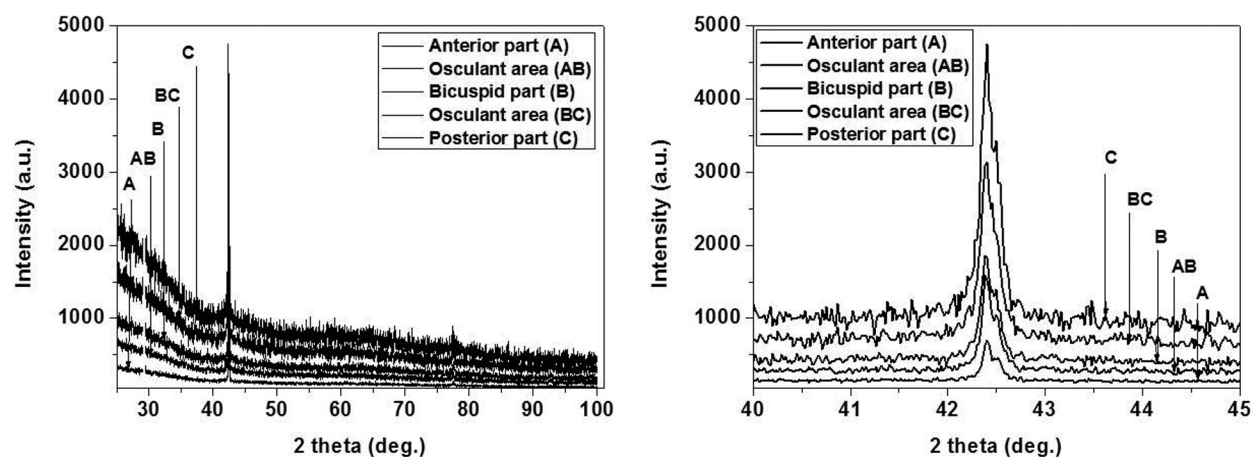 5000
4000
3000
2000
1000
Intensity (a.u.)
C
BC
B
AB
A
Anterior part (A)
Osculant area (AB)
Bicuspid part (B)
Osculant area (BC)
Posterior part (C)
30 40 50 60 70 80 90 100
2 theta (deg.)
5000
4000
3000
2000
1000
Intensity (a.u.)
Anterior part (A)
Osculant area (AB)
Bicuspid part (B)
Osculant area (BC)
Posterior part (C)
C
BC
B
AB
A
40 41 42 43 44 45
2 theta (deg.)